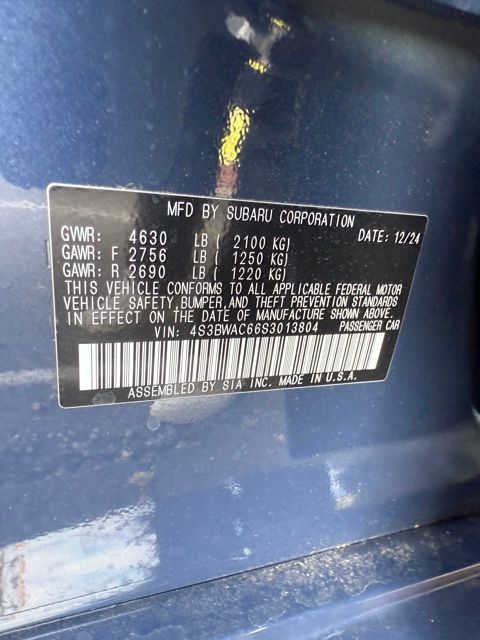 MFD BY SUBARU CORPORATION
GVWR: 4630 LB ( 2100 KG) DATE: 12/24
GAWR: F 2756 LB ( 1250 KG)
GAWR: R 2690 LB ( 1220 KG)
THIS VEHICLE CONFORMS TO ALL APPLICABLE FEDERAL MOTOR
VEHICLE SAFETY,BUMPER,AND THEFT PREVENTION STANDARDS
IN EFFECT ON THE DATE OF MANUFACTURE SHOWN ABOVE.
VIN: 4S3BWAC66S3013804 PASSENGER CAR
ASSEMBLED BY SIA INC. MADE IN U.S.A.